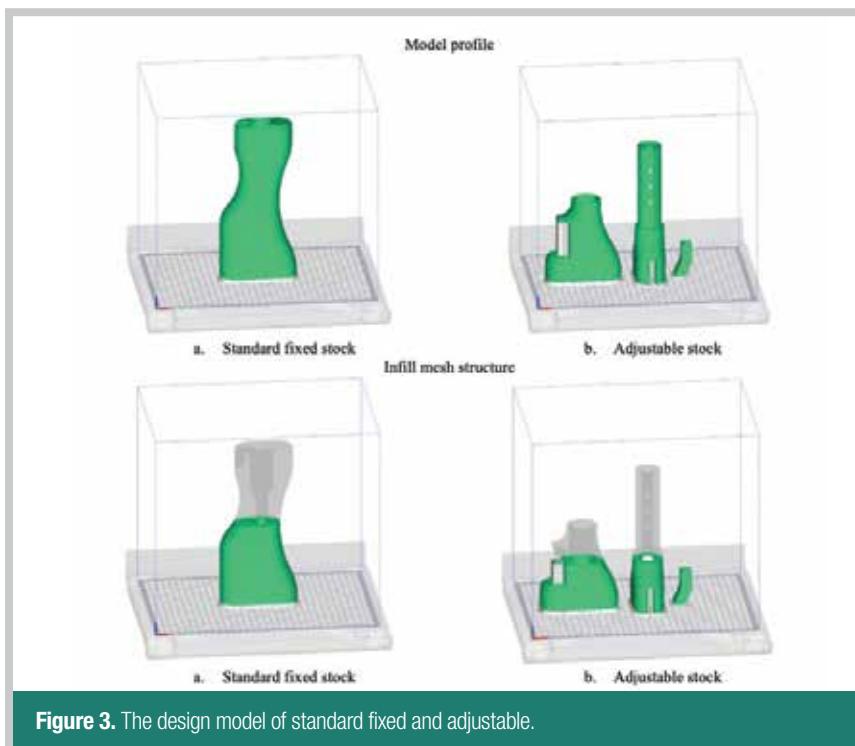 Model profile
a. Standard fixed stock
b. Adjustable stock
Infill mesh structure
a. Standard fixed stock
b. Adjustable stock
Figure 3. The design model of standard fixed and adjustable.